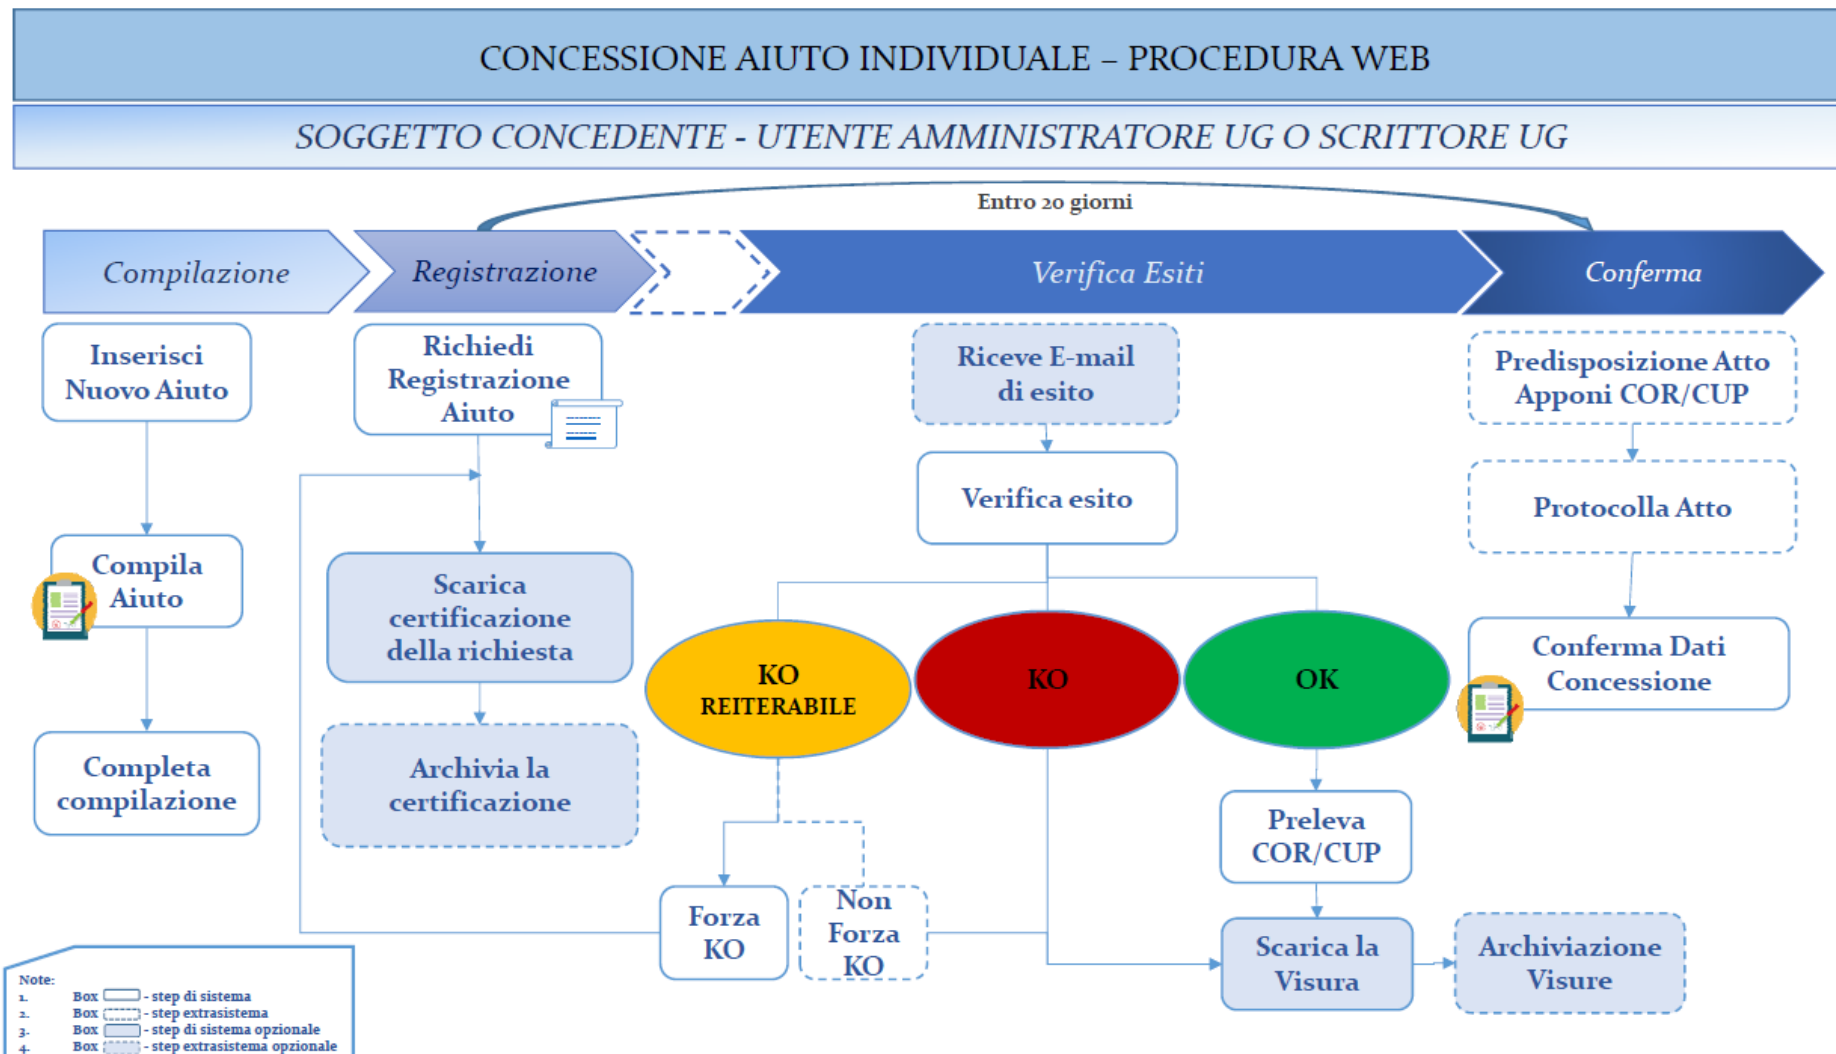 CONCESSIONE AIUTO INDIVIDUALE – PROCEDURA WEB
SOGGETTO CONCEDENTE - UTENTE AMMINISTRATORE UG O SCRITTORE UG
Entro 20 giorni
Compilazione
Registrazione
Verifica Esiti
Conferma
Inserisci
Nuovo Aiuto
Compila
Aiuto
Completa
compilazione
Richiedi
Registrazione
Aiuto
Scarica
certificazione
della richiesta
Archivia la
certificazione
Riceve E-mail
di esito
Verifica esito
KO
REITERABILE
KO
OK
Forza
KO
Non
Forza
KO
Preleva
COR/CUP
Scarica la
Visura
Archiviazione
Visure
Predisposizione Atto
Apponi COR/CUP
Protocolla Atto
Conferma Dati
Concessione
Note:
1. Box - step di sistema
2. Box - step extrasistema
3. Box - step di sistema opzionale
4. Box - step extrasistema opzionale